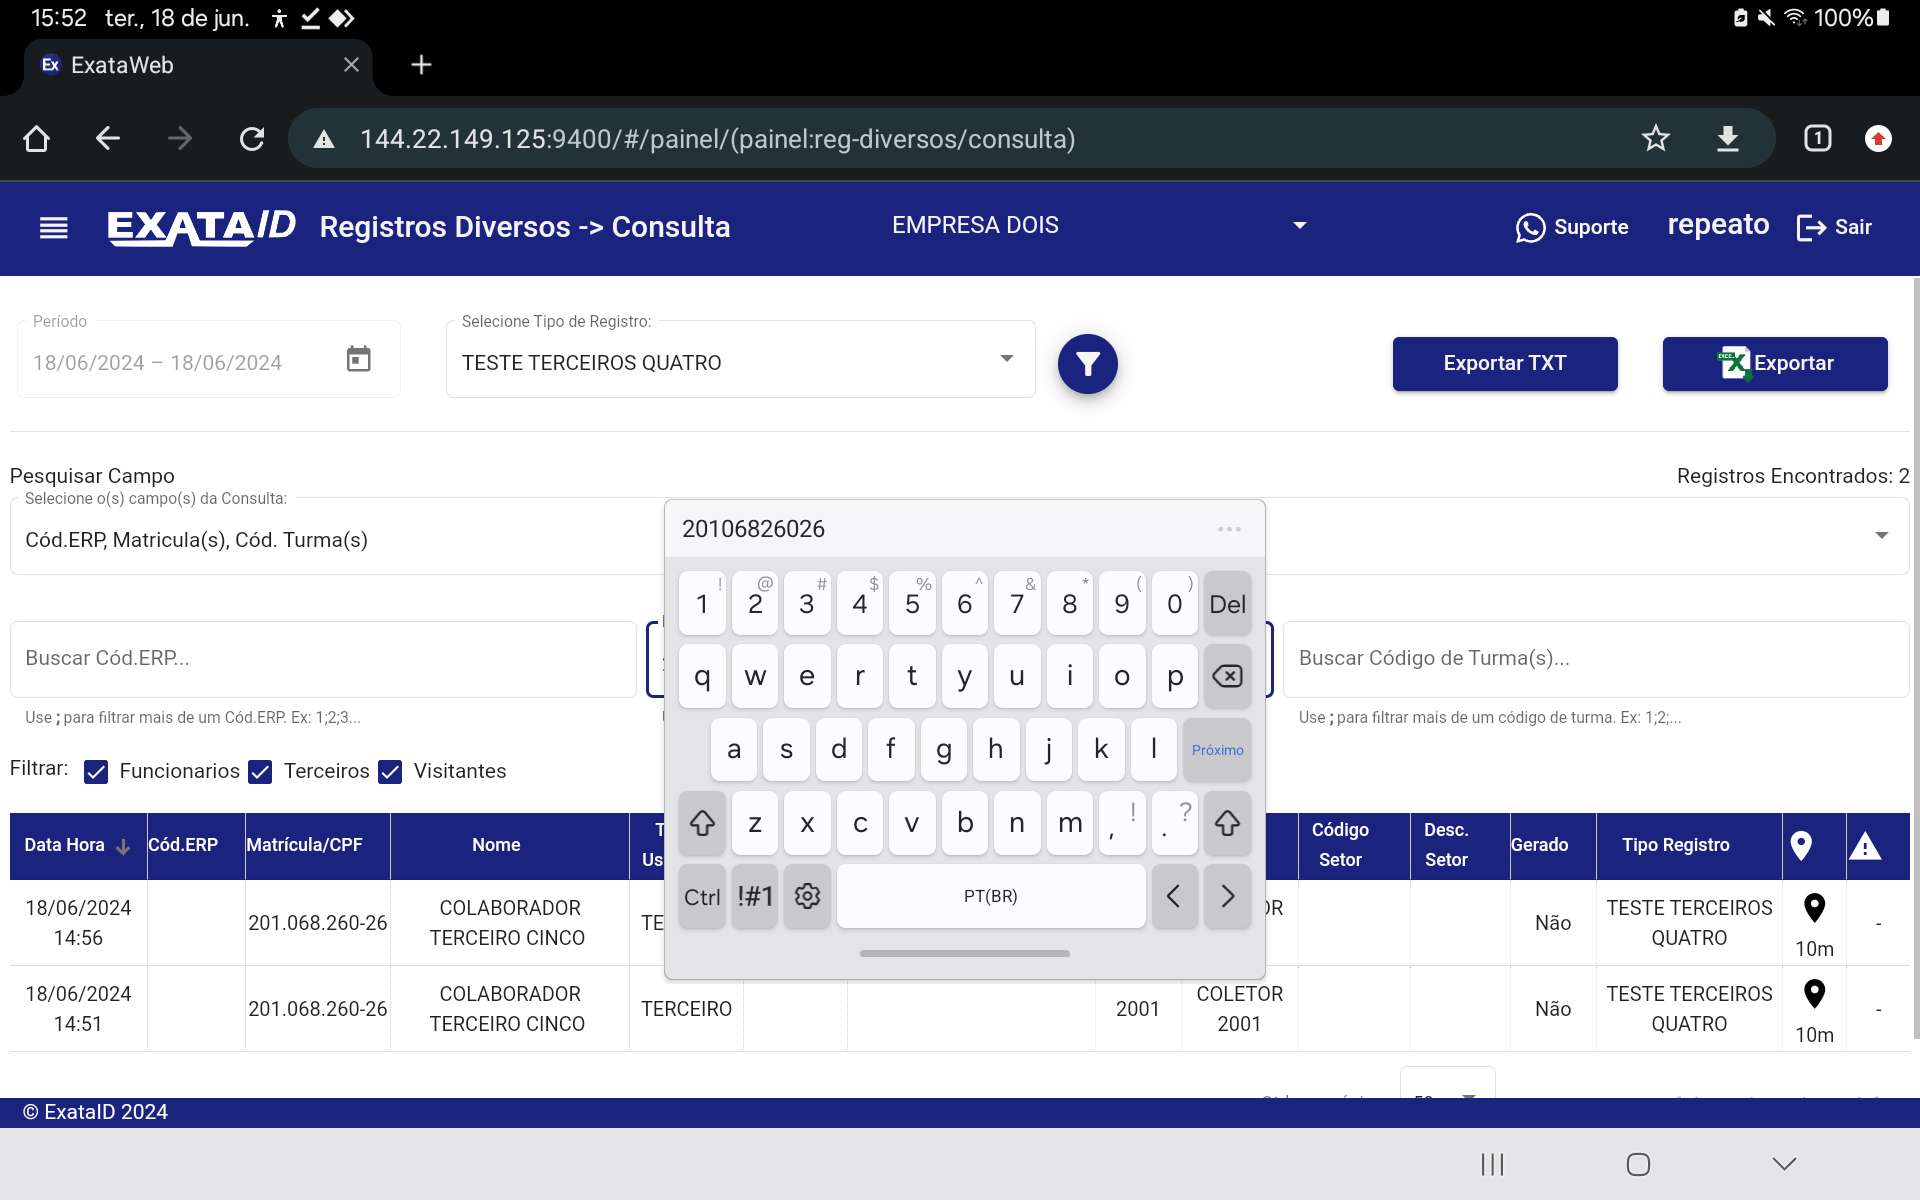 15:52 ter., 18 de jun.
100%
Ex ExataWeb
144.22.149.125:9400/#/painel/(painel:reg-diversos/consulta)
1
EXATAID Registros Diversos -> Consulta EMPRESA DOIS Suporte repeato Sair
Período
18/06/2024 – 18/06/2024
Selecione Tipo de Registro:
TESTE TERCEIROS QUATRO
Exportar TXT
Exportar
Pesquisar Campo
Registros Encontrados: 2
Selecione o(s) campo(s) da Consulta:
Cód.ERP, Matricula(s), Cód. Turma(s)
20106826026
1 ! 2 @ 3 # 4 $ 5 % 6 ^ 7 & 8 * 9 ( 0 ) Del
q w e r t y u i o p
a s d f g h j k l Próximo
z x c v b n m , ! . ?
Ctrl !#1 PT(BR) < >
Buscar Cód.ERP...
Use ; para filtrar mais de um Cód.ERP. Ex: 1;2;3...
Buscar Código de Turma(s)...
Use ; para filtrar mais de um código de turma. Ex: 1;2;...
Filtrar: Funcionarios Terceiros Visitantes
Data Hora Cód.ERP Matrícula/CPF Nome
Código Setor
Desc. Setor
Gerado
Tipo Registro
18/06/2024 14:56
201.068.260-26
COLABORADOR TERCEIRO CINCO
Não
TESTE TERCEIROS QUATRO
10m
-
18/06/2024 14:51
201.068.260-26
COLABORADOR TERCEIRO CINCO
TERCEIRO
2001
COLETOR 2001
Não
TESTE TERCEIROS QUATRO
10m
-
© ExataID 2024